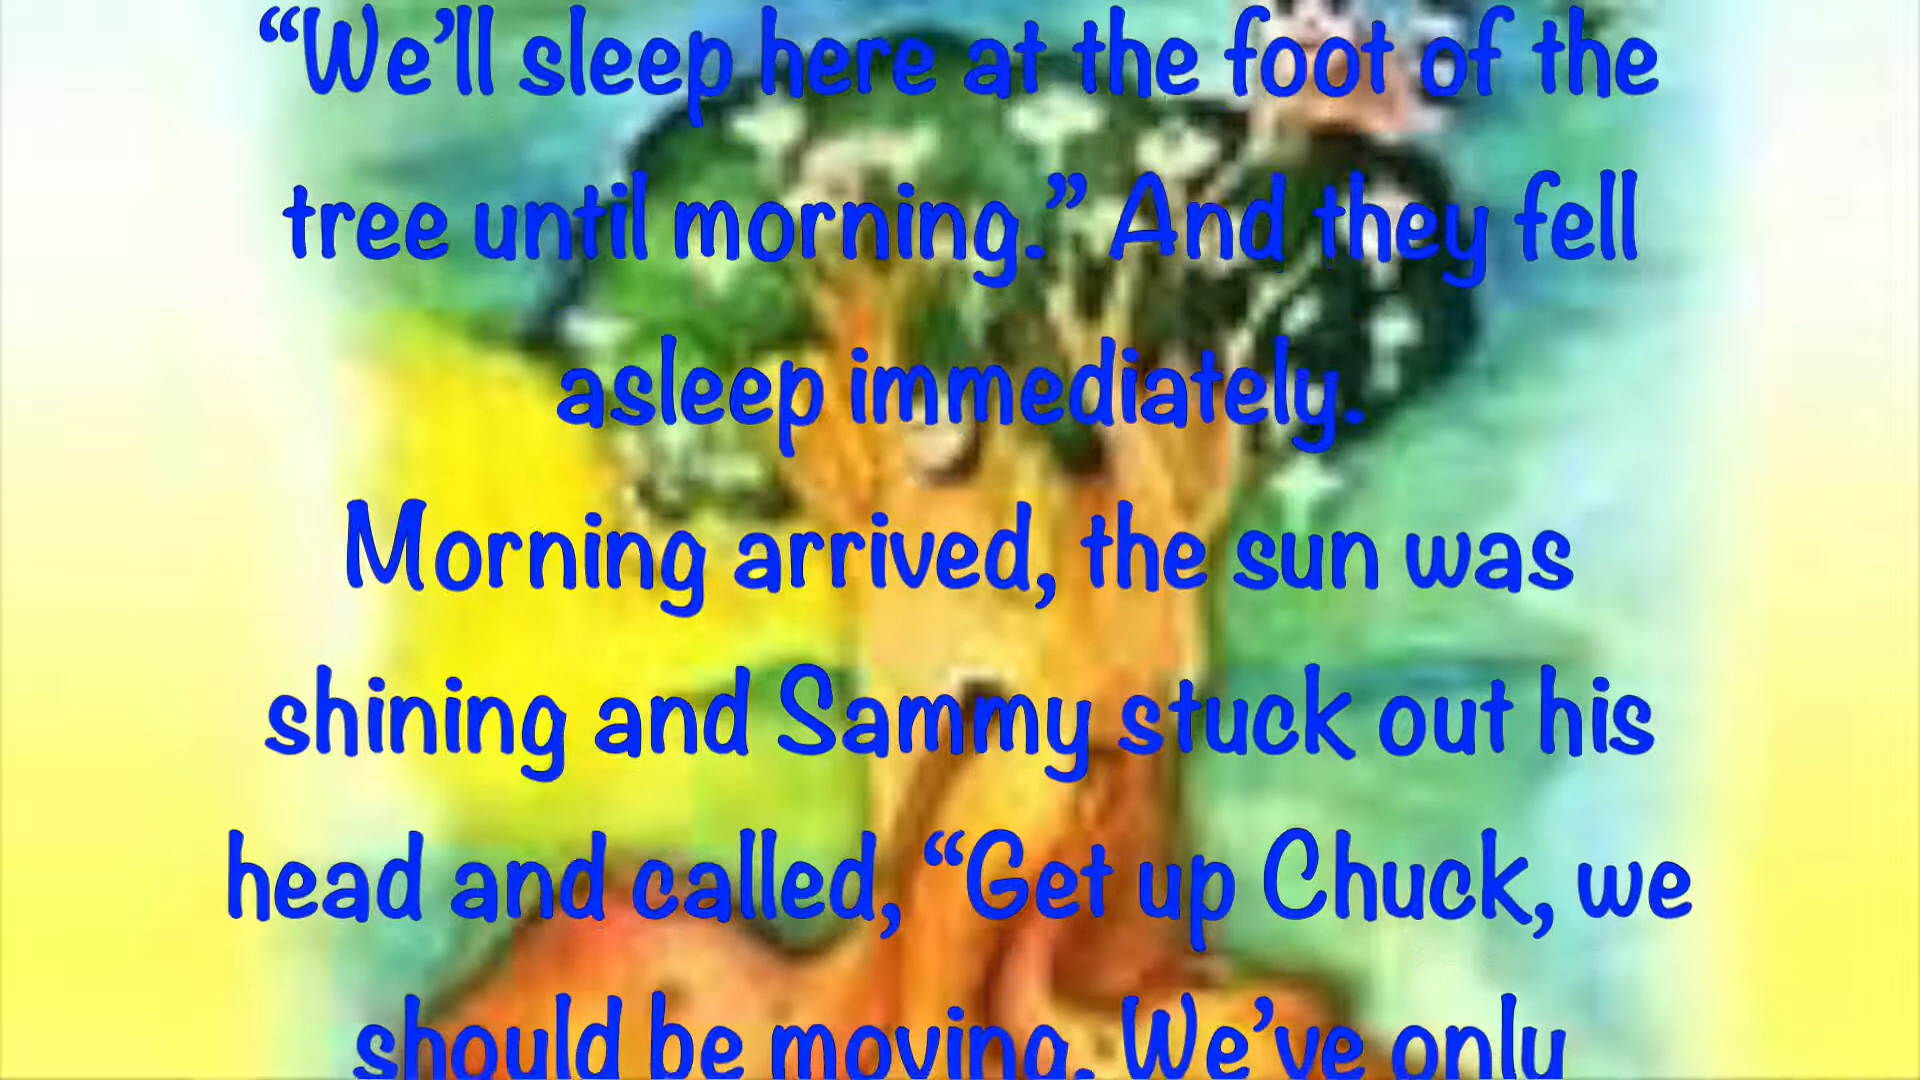 “We’ll sleep here at the foot of the
tree until morning.” And they fell
asleep immediately.
Morning arrived, the sun was
shining and Sammy stuck out his
head and called, “Get up Chuck, we
should be moving. We’ve only